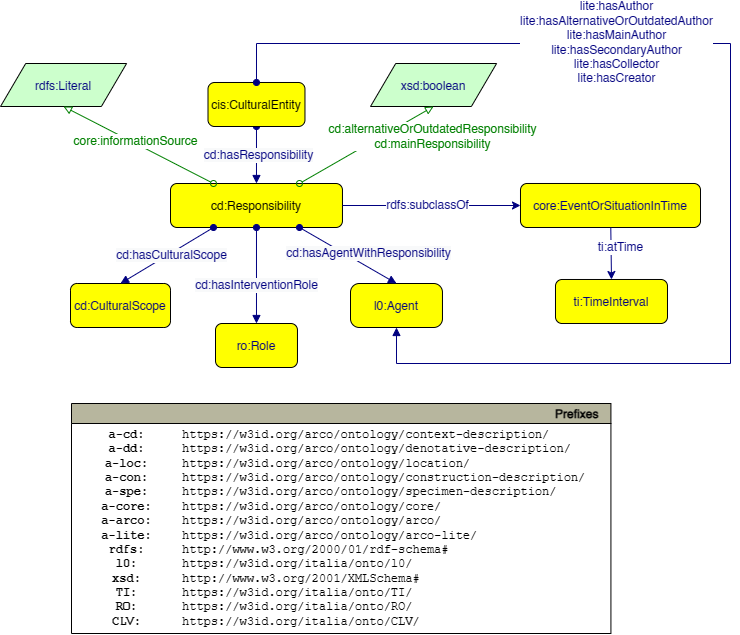 lite:hasAuthor
lite:hasAlternativeOrOutdatedAuthor
lite:hasMainAuthor
lite:hasSecondaryAuthor
lite:hasCollector
lite:hasCreator
rdfs:Literal
xsd:boolean
cis:CulturalEntity
core:informationSource
cd:alternativeOrOutdatedResponsibility
cd:mainResponsibility
cd:hasResponsibility
cd:Responsibility
rdfs:subclassOf
core:EventOrSituationInTime
cd:hasCulturalScope
cd:hasAgentWithResponsibility
ti:atTime
cd:hasInterventionRole
cd:CulturalScope
l0:Agent
ti:TimeInterval
ro:Role
Prefixes
a-cd: https://w3id.org/arco/ontology/context-description/
a-dd: https://w3id.org/arco/ontology/denotative-description/
a-loc: https://w3id.org/arco/ontology/location/
a-con: https://w3id.org/arco/ontology/construction-description/
a-spe: https://w3id.org/arco/ontology/specimen-description/
a-core: https://w3id.org/arco/ontology/core/
a-arco: https://w3id.org/arco/ontology/arco/
a-lite: https://w3id.org/arco/ontology/arco-lite/
rdfs: http://www.w3.org/2000/01/rdf-schema#
l0: https://w3id.org/italia/onto/l0/
xsd: http://www.w3.org/2001/XMLSchema#
TI: https://w3id.org/italia/onto/TI/
RO: https://w3id.org/italia/onto/RO/
CLV: https://w3id.org/italia/onto/CLV/